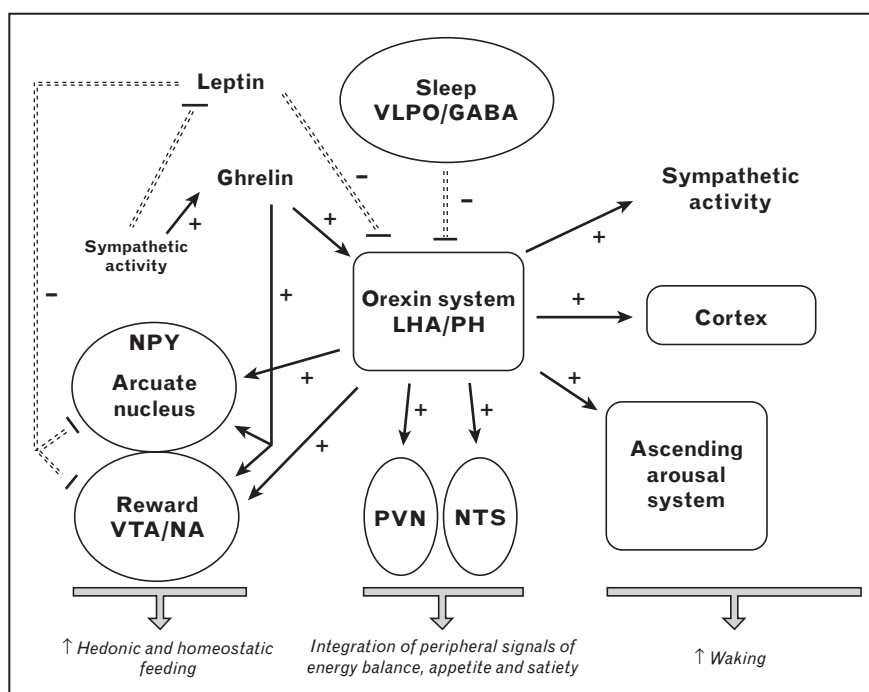 Leptin
Sleep
VLPO/GABA
Ghrelin
–
–
Sympathetic
activity
+
+
+
Sympathetic
activity
+
–
+
Orexin system
LHA/PH
+
Cortex
NPY
Arcuate
nucleus
+
+
+
+
+
Ascending
arousal
system
Reward
VTA/NA
PVN
NTS
↑ Hedonic and homeostatic
feeding
Integration of peripheral signals of
energy balance, appetite and satiety
↑ Waking